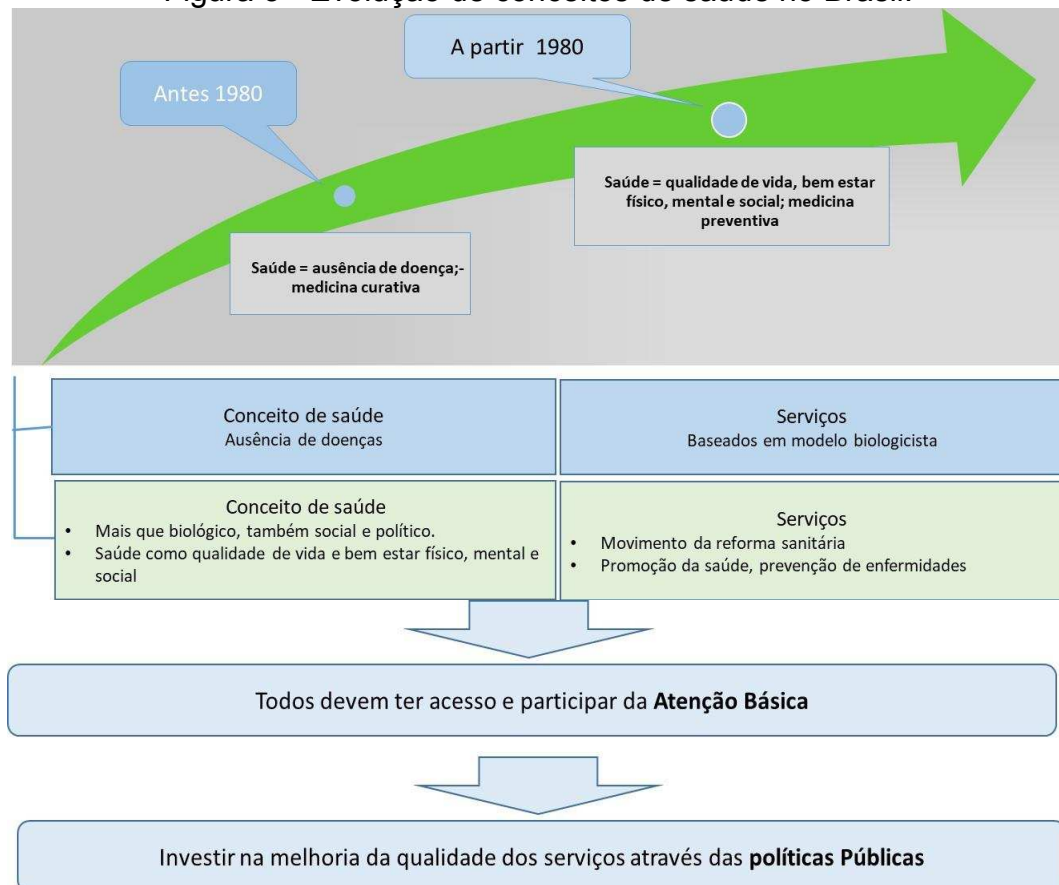 A partir 1980
Antes 1980
Saúde = qualidade de vida, bem estar
físico, mental e social; medicina
preventiva
Saúde = ausência de doença;-
medicina curativa
Conceito de saúde
Ausência de doenças
Serviços
Baseados em modelo biologicista
Conceito de saúde
• Mais que biológico, também social e político.
• Saúde como qualidade de vida e bem estar físico, mental e
social
Serviços
• Movimento da reforma sanitária
• Promoção da saúde, prevenção de enfermidades
Todos devem ter acesso e participar da Atenção Básica
Investir na melhoria da qualidade dos serviços através das políticas Públicas